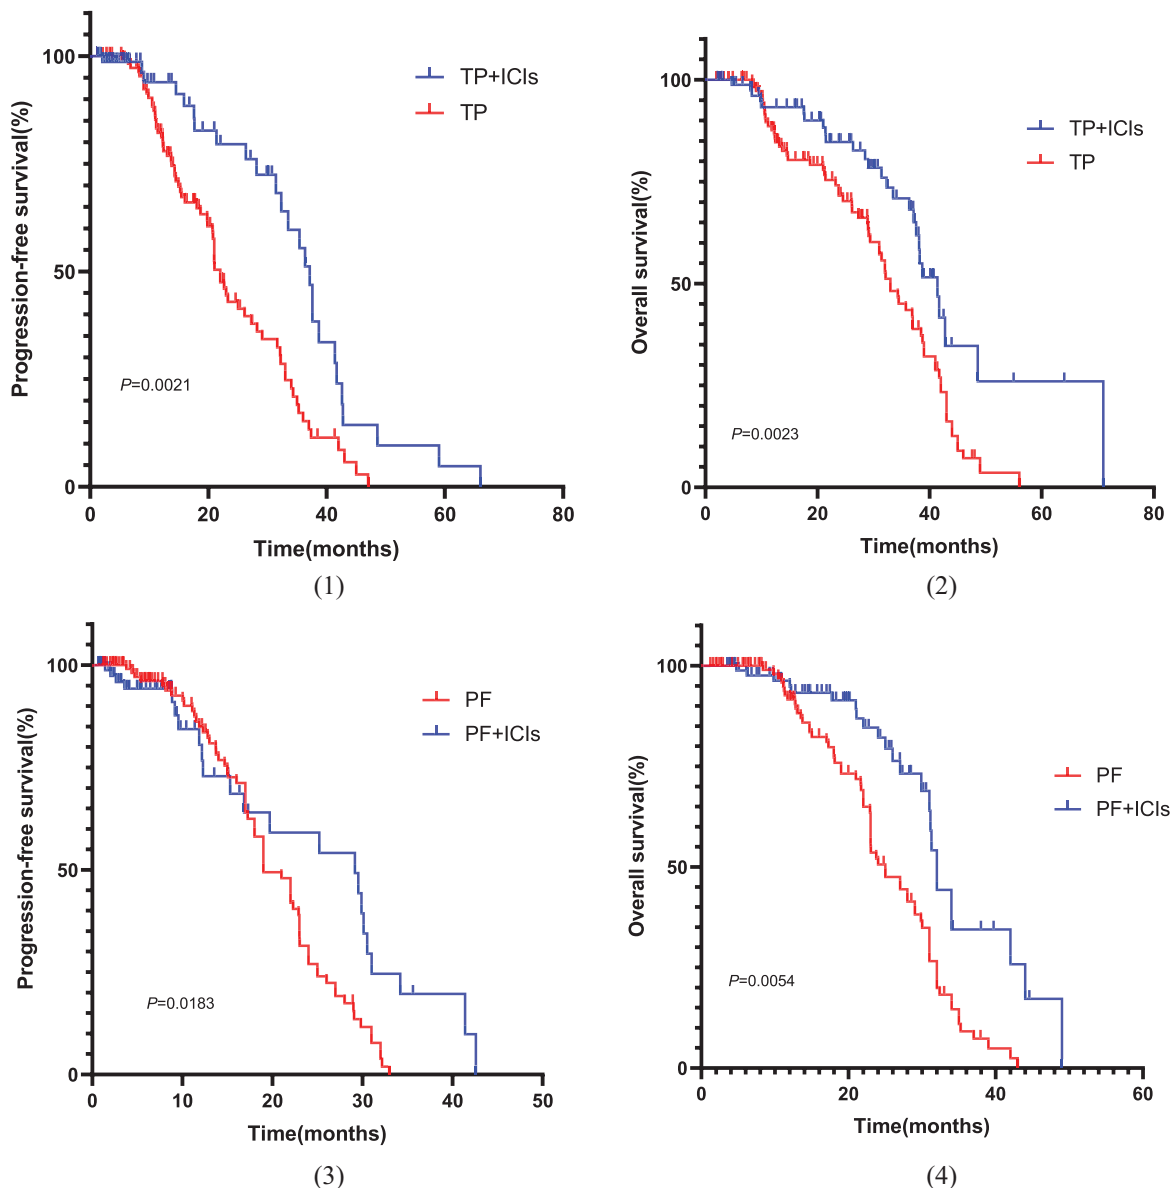 Progression-free survival(%)
100
50
0
TP+ICIs
TP
P=0.0021
0 20 40 60 80
Time(months)
(1)
Overall survival(%)
100
50
0
TP+ICIs
TP
P=0.0023
0 20 40 60 80
Time(months)
(2)
Progression-free survival(%)
100
50
0
PF
PF+ICIs
P=0.0183
0 10 20 30 40 50
Time(months)
(3)
Overall survival(%)
100
50
0
PF
PF+ICIs
P=0.0054
0 20 40 60
Time(months)
(4)